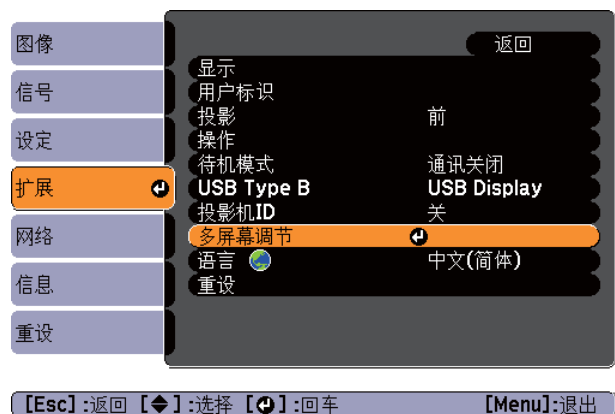 图像
信号
设定
扩展
网络
信息
重设
返回
显示
用户标识
投影 前
操作
待机模式 通讯关闭
USB Type B USB Display
投影机ID 关
多屏幕调节
语言 中文(简体)
重设
[Esc] :返回 [◆] :选择 [↵] :回车 [Menu]:退出